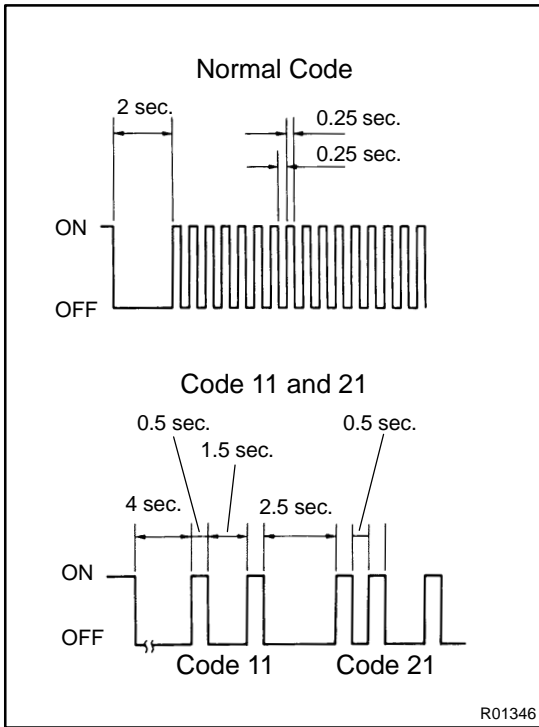 Normal Code
2 sec.
0.25 sec.
0.25 sec.
ON
OFF
Code 11 and 21
0.5 sec.
0.5 sec.
1.5 sec.
4 sec.
2.5 sec.
ON
OFF
Code 11
Code 21
R01346